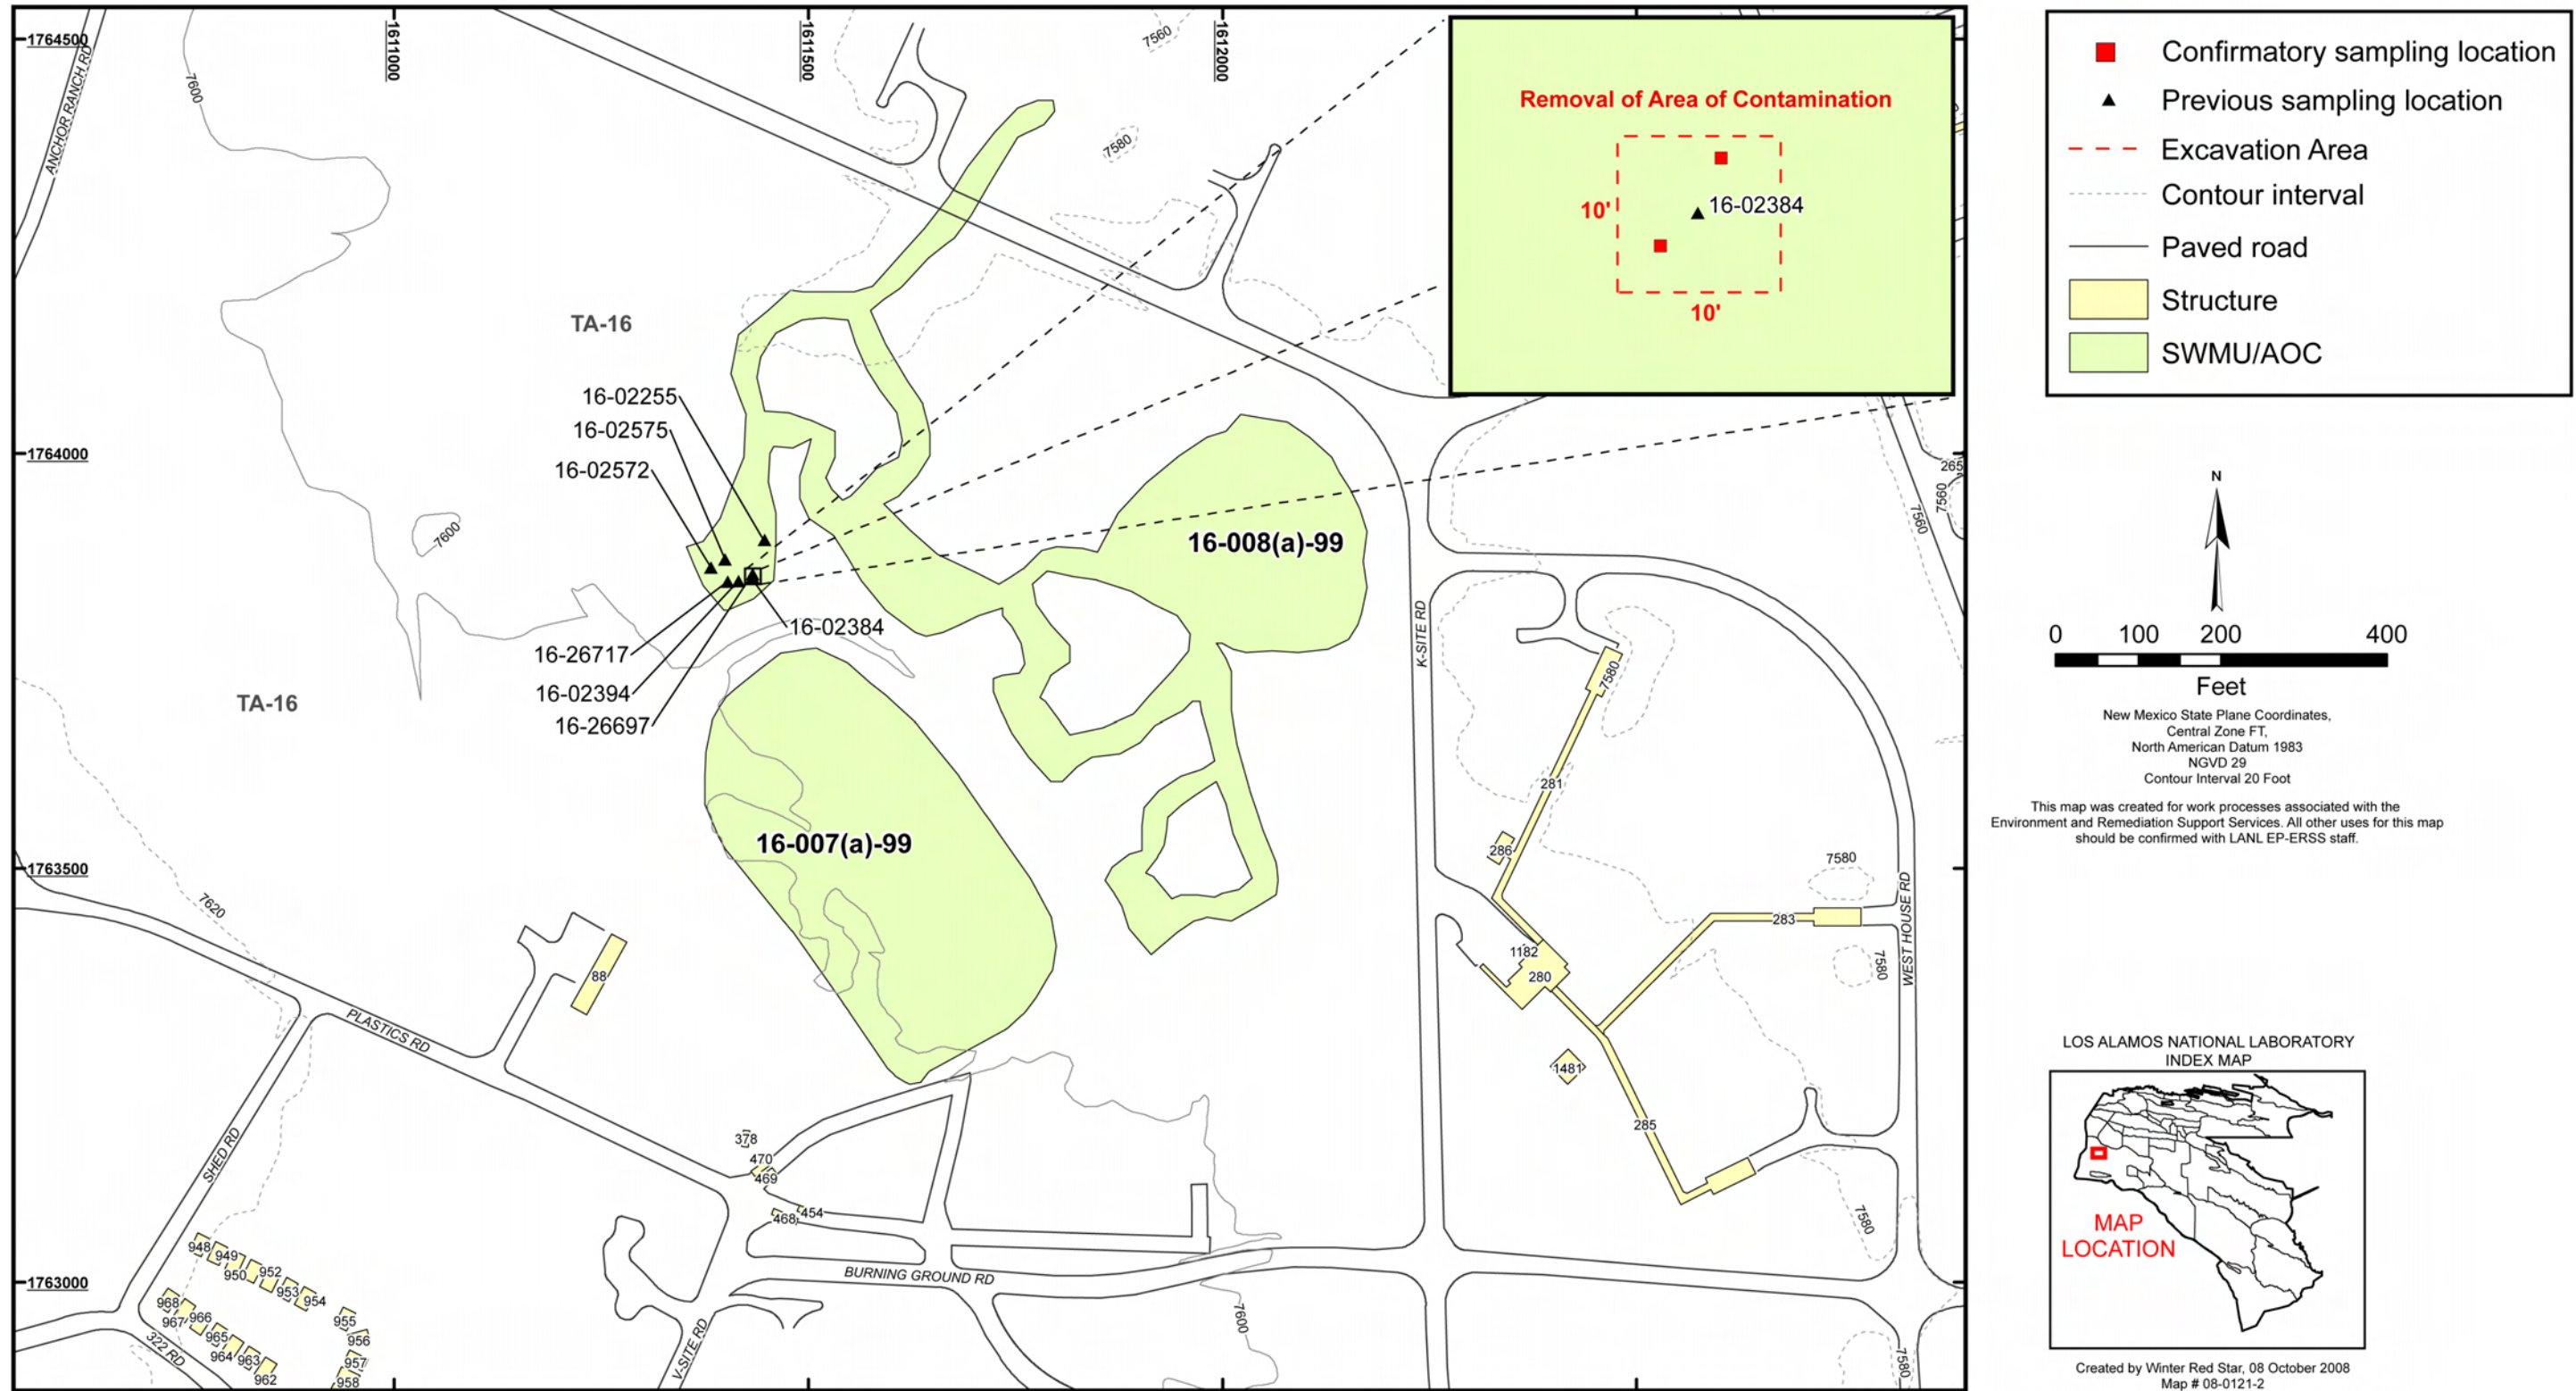 1764500
1764000
1763500
1763000
1611000
1611500
1612000
ANCHOR RANCH RD
7600
7560
7580
TA-16
16-02255
16-02575
16-02572
7600
16-26717
16-02394
16-26697
16-02384
TA-16
16-008(a)-99
16-007(a)-99
Removal of Area of Contamination
10'
16-02384
10'
265
7560
7560
K-SITE RD
7580
281
286
7580
283
WEST HOUSE RD
7580
1182
280
1481
285
7580
7580
7620
88
PLASTICS RD
SHED RD
378
470
469
468
454
BURNING GROUND RD
V-SITE RD
7600
322 RD
948
949
950
952
953
954
955
956
957
958
968
967
966
965
964
963
962
Confirmatory sampling location
Previous sampling location
Excavation Area
Contour interval
Paved road
Structure
SWMU/AOC
N
0 100 200 400
Feet
New Mexico State Plane Coordinates,
Central Zone FT,
North American Datum 1983
NGVD 29
Contour Interval 20 Foot
This map was created for work processes associated with the
Environment and Remediation Support Services. All other uses for this map
should be confirmed with LANL EP-ERSS staff.
LOS ALAMOS NATIONAL LABORATORY
INDEX MAP
MAP
LOCATION
Created by Winter Red Star, 08 October 2008
Map # 08-0121-2